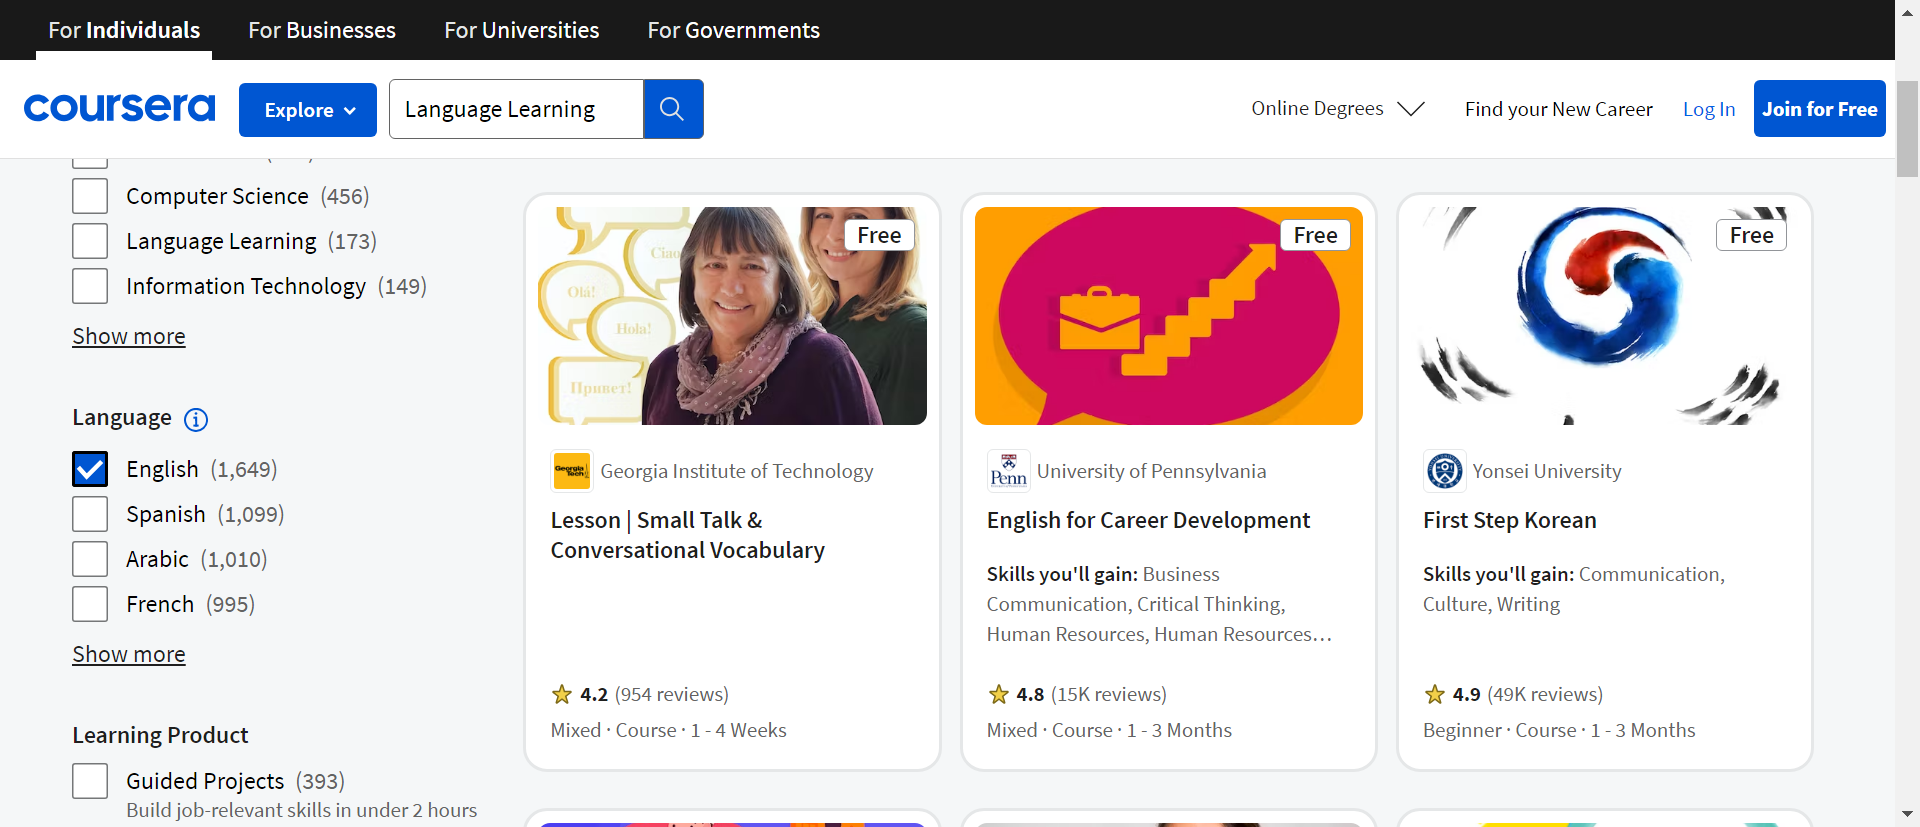 For Individuals
For Businesses
For Universities
For Governments
coursera
Explore
Language Learning
Online Degrees
Find your New Career
Log In
Join for Free
Computer Science (456)
Language Learning (173)
Information Technology (149)
Show more
Language
English (1,649)
Spanish (1,099)
Arabic (1,010)
French (995)
Show more
Learning Product
Guided Projects (393)
Build job-relevant skills in under 2 hours
Free
Ciao
Olá!
Hola!
Привет!
Georgia Tech
Georgia Institute of Technology
Lesson | Small Talk &
Conversational Vocabulary
4.2 (954 reviews)
Mixed · Course · 1 - 4 Weeks
Free
Penn
University of Pennsylvania
English for Career Development
Skills you'll gain: Business
Communication, Critical Thinking,
Human Resources, Human Resources…
4.8 (15K reviews)
Mixed · Course · 1 - 3 Months
Free
Yonsei University
First Step Korean
Skills you'll gain: Communication,
Culture, Writing
4.9 (49K reviews)
Beginner · Course · 1 - 3 Months